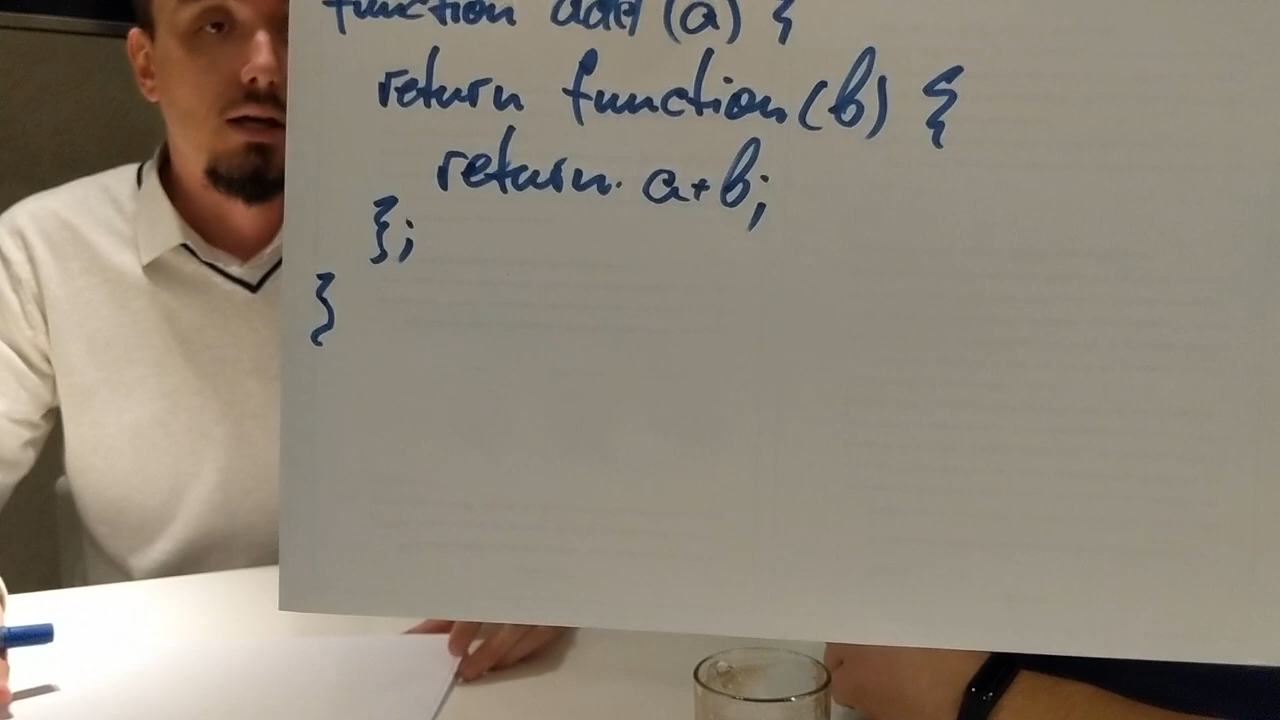 function add (a) {
return function(b) {
return a+b;
};
}